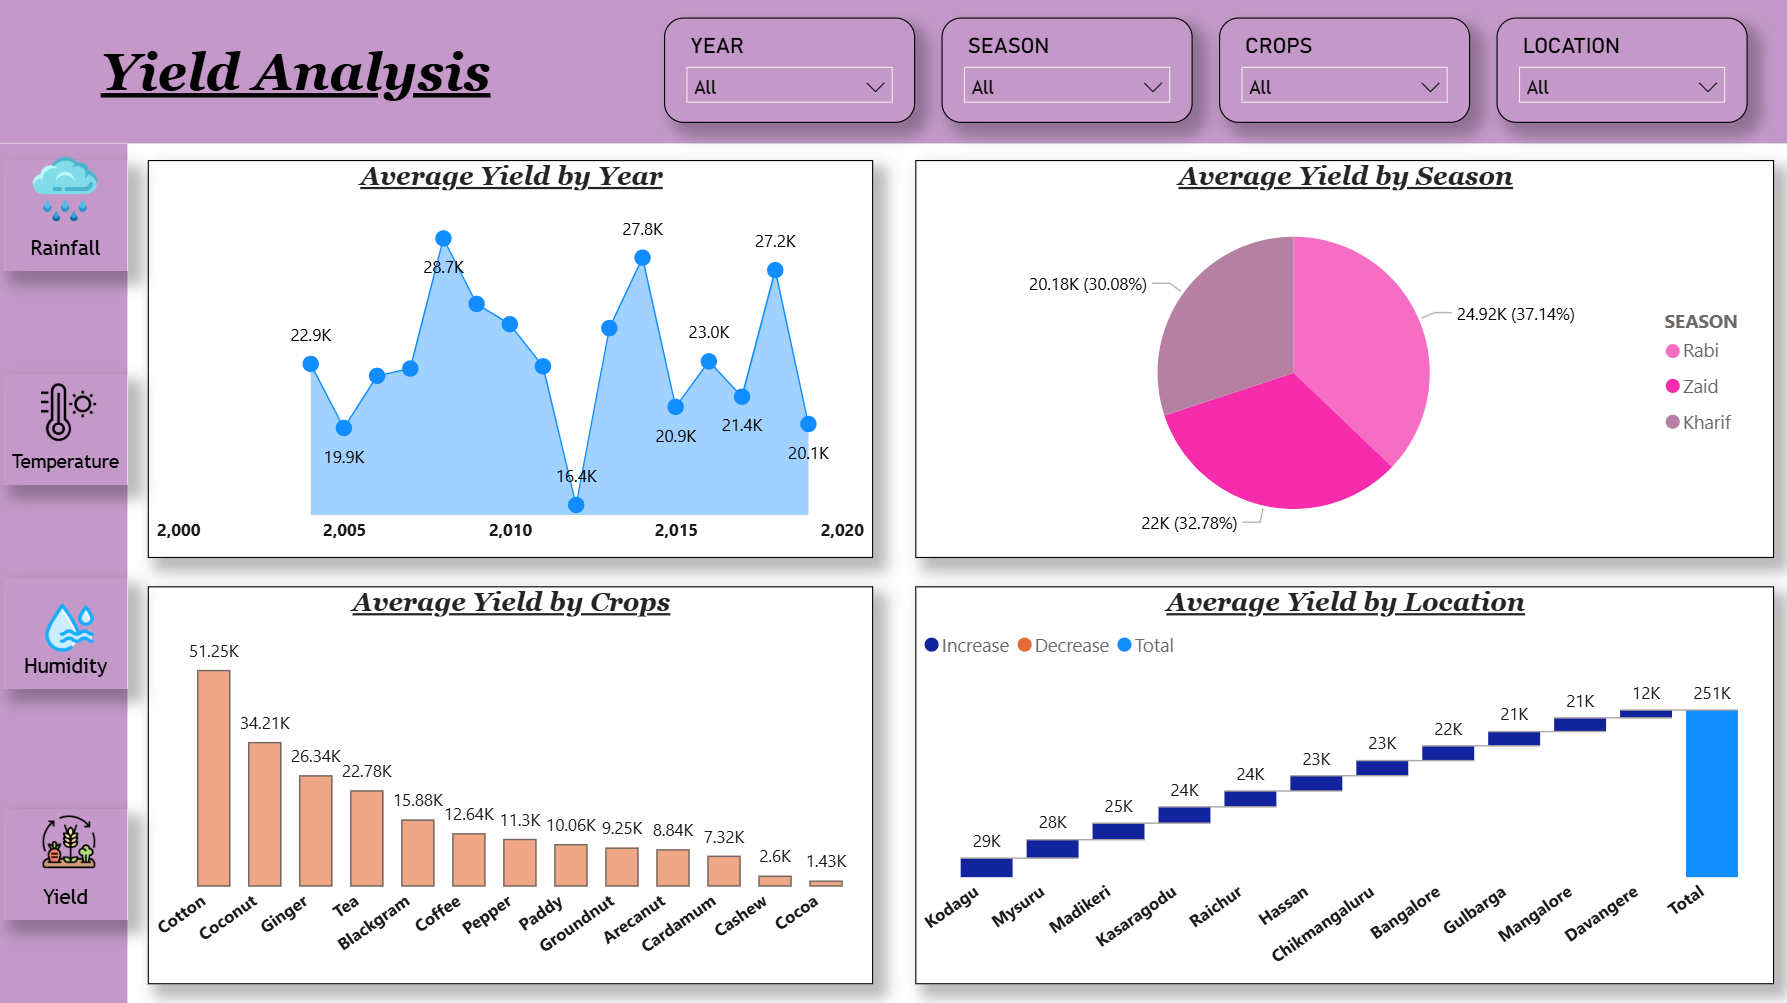 Yield Analysis
YEAR
All
SEASON
All
CROPS
All
LOCATION
All
Rainfall
Temperature
Humidity
Yield
Average Yield by Year
28.7K
27.8K
27.2K
22.9K
23.0K
19.9K
16.4K
20.9K
21.4K
20.1K
2,000 2,005 2,010 2,015 2,020
Average Yield by Season
20.18K (30.08%)
24.92K (37.14%)
22K (32.78%)
SEASON
Rabi
Zaid
Kharif
Average Yield by Crops
51.25K
34.21K
26.34K
22.78K
15.88K
12.64K
11.3K
10.06K
9.25K
8.84K
7.32K
2.6K
1.43K
Cotton
Coconut
Ginger
Tea
Blackgram
Coffee
Pepper
Paddy
Groundnut
Arecanut
Cardamum
Cashew
Cocoa
Average Yield by Location
Increase Decrease Total
29K
28K
25K
24K
24K
23K
23K
22K
21K
21K
12K
251K
Kodagu
Mysuru
Madikeri
Kasaragodu
Raichur
Hassan
Chikmangaluru
Bangalore
Gulbarga
Mangalore
Davangere
Total